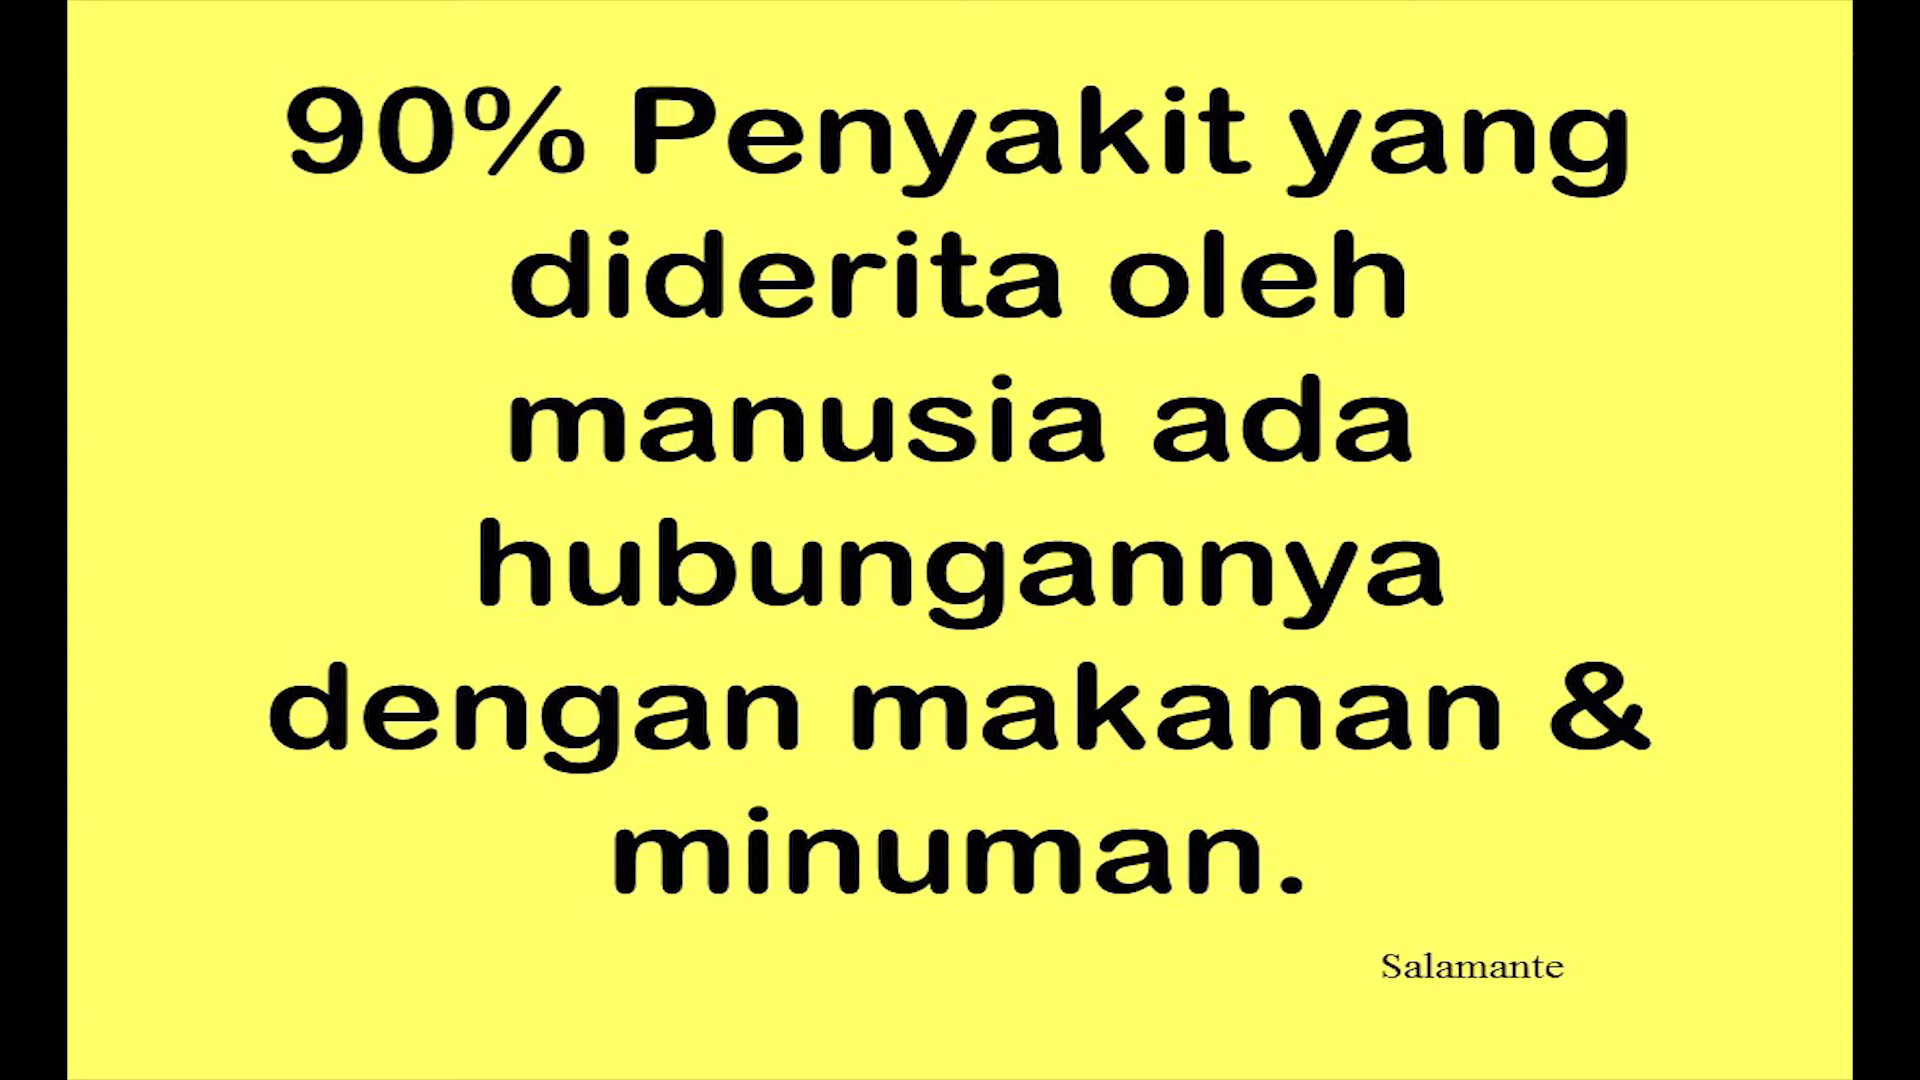 90% Penyakit yang
diderita oleh
manusia ada
hubungannya
dengan makanan &
minuman.
Salamante